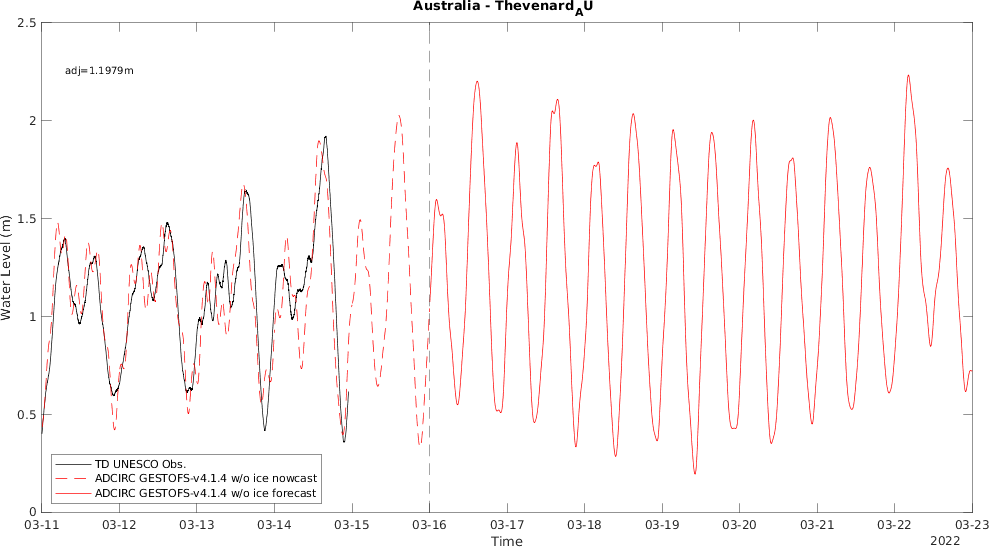 Australia - Thevenard_AU
adj=1.1979m
Water Level (m)
2.5
2
1.5
1
0.5
0
TD UNESCO Obs.
ADCIRC GESTOFS-v4.1.4 w/o ice nowcast
ADCIRC GESTOFS-v4.1.4 w/o ice forecast
03-11 03-12 03-13 03-14 03-15 03-16 03-17 03-18 03-19 03-20 03-21 03-22 03-23
Time
2022